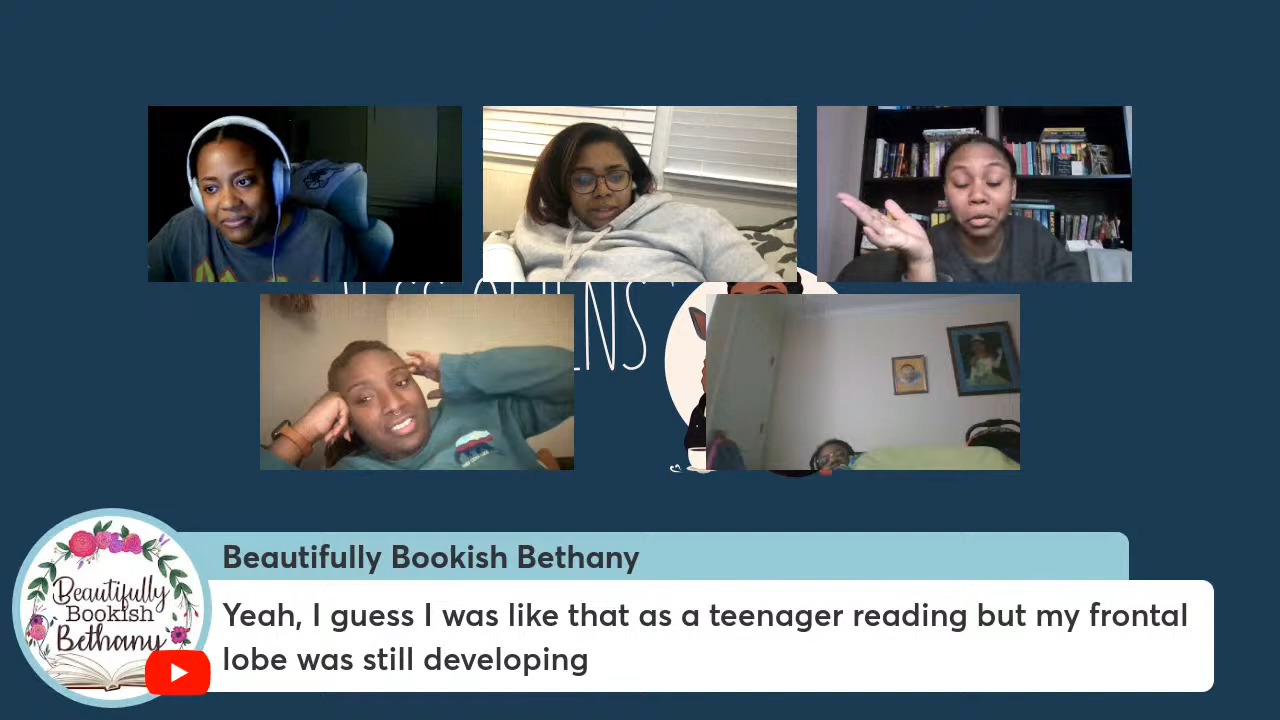 ENS
Beautifully
Bookish
Bethany
Beautifully Bookish Bethany
Yeah, I guess I was like that as a teenager reading but my frontal
lobe was still developing